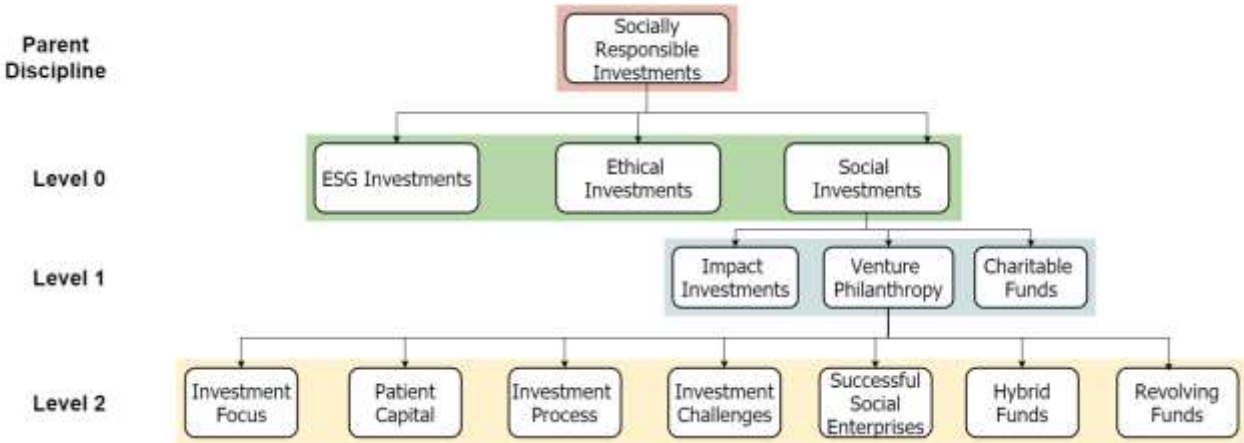 Parent
Discipline
Socially
Responsible
Investments
Level 0
ESG Investments
Ethical
Investments
Social
Investments
Level 1
Impact
Investments
Venture
Philanthropy
Charitable
Funds
Level 2
Investment
Focus
Patient
Capital
Investment
Process
Investment
Challenges
Successful
Social
Enterprises
Hybrid
Funds
Revolving
Funds